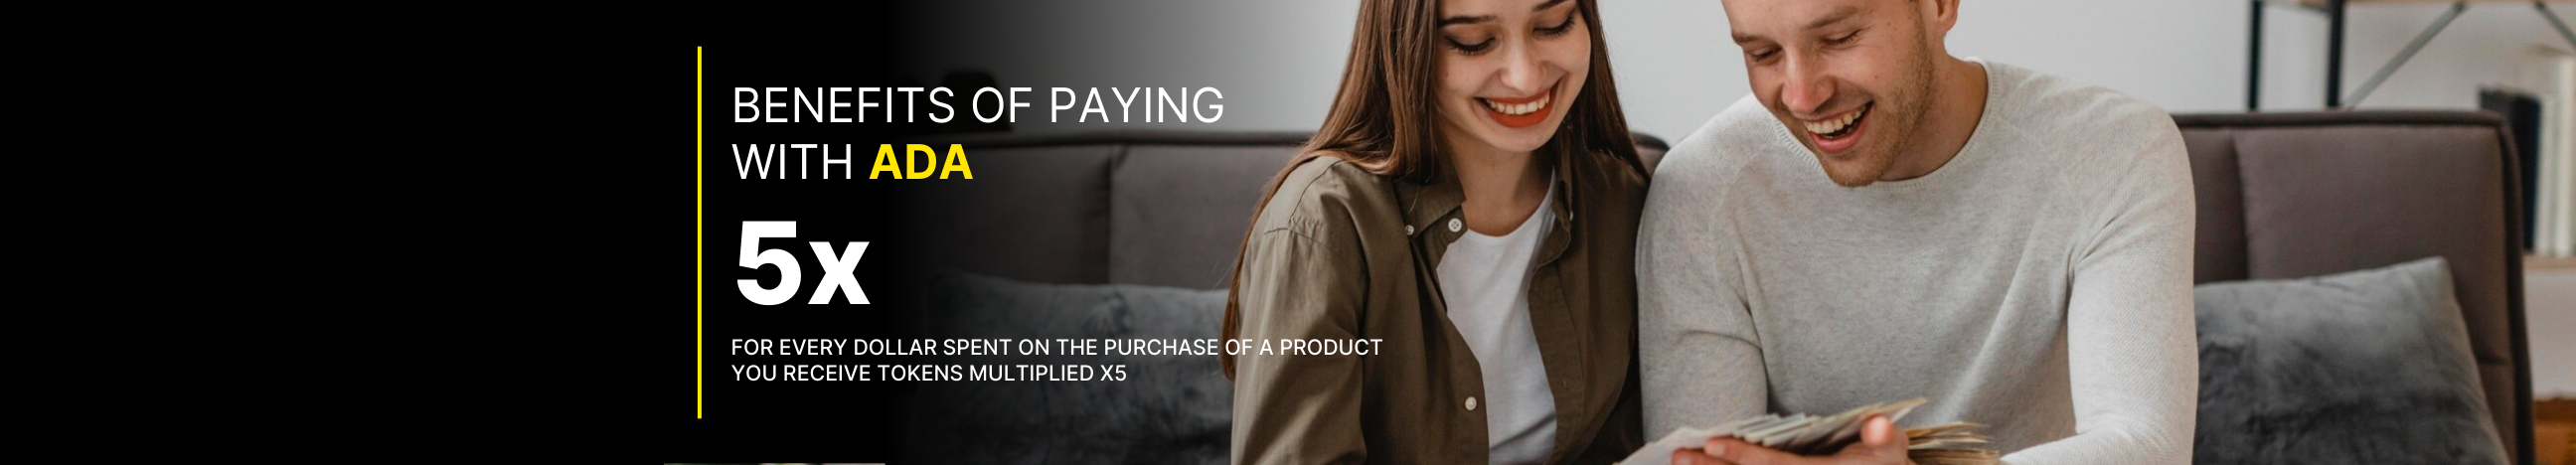 BENEFITS OF PAYING
WITH ADA
5x
FOR EVERY DOLLAR SPENT ON THE PURCHASE OF A PRODUCT
YOU RECEIVE TOKENS MULTIPLIED X5